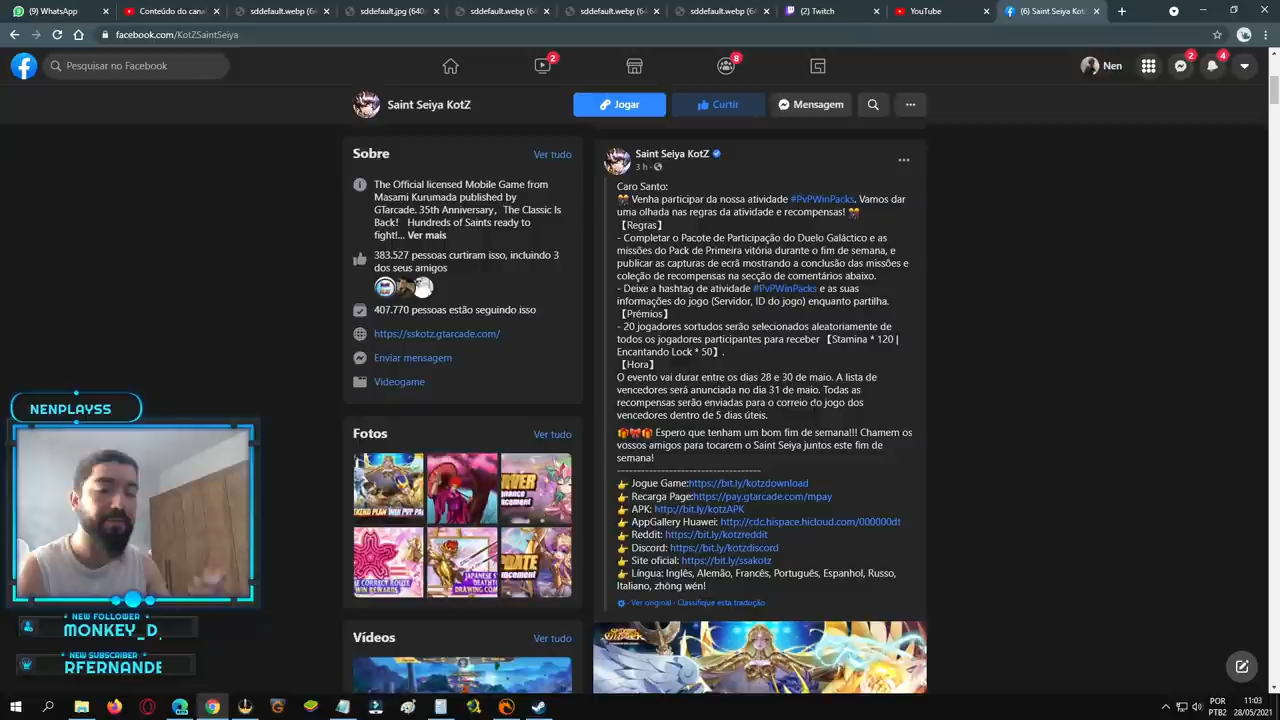 (9) WhatsApp
Conteúdo do canal
sddefault.webp (640
sddefault.jpg (640
sddefault.webp (640
sddefault.webp (640
sddefault.webp (640
(2) Twitch
YouTube
(6) Saint Seiya Kot
facebook.com/KotZSaintSeiya
Pesquisar no Facebook
2
8
Nen
2
4
Saint Seiya KotZ
Jogar
Curtir
Mensagem
Sobre
Ver tudo
The Official licensed Mobile Game from
Masami Kurumada published by
GTarcade. 35th Anniversary, The Classic Is
Back! Hundreds of Saints ready to
fight!... Ver mais
383.527 pessoas curtiram isso, incluindo 3
dos seus amigos
407.770 pessoas estão seguindo isso
https://sskotz.gtarcade.com/
Enviar mensagem
Videogame
Fotos
Ver tudo
Vídeos
Ver tudo
Saint Seiya KotZ
3 h
Caro Santo:
🎊 Venha participar da nossa atividade #PvPWinPacks. Vamos dar
uma olhada nas regras da atividade e recompensas! 🎊
【Regras】
- Completar o Pacote de Participação do Duelo Galáctico e as
missões do Pack de Primeira vitória durante o fim de semana, e
publicar as capturas de ecrã mostrando a conclusão das missões e
coleção de recompensas na secção de comentários abaixo.
- Deixe a hashtag de atividade #PvPWinPacks e as suas
informações do jogo (Servidor, ID do jogo) enquanto partilha.
【Prémios】
- 20 jogadores sortudos serão selecionados aleatoriamente de
todos os jogadores participantes para receber 【Stamina * 120 |
Encantando Lock * 50】.
【Hora】
O evento vai durar entre os dias 28 e 30 de maio. A lista de
vencedores será anunciada no dia 31 de maio. Todas as
recompensas serão enviadas para o correio do jogo dos
vencedores dentro de 5 dias úteis.
🎁🎀🎁 Espero que tenham um bom fim de semana!!! Chamem os
vossos amigos para tocarem o Saint Seiya juntos este fim de
semana!
------------------------------------
👉 Jogue Game:https://bit.ly/kotzdownload
👉 Recarga Page:https://pay.gtarcade.com/mpay
👉 APK: http://bit.ly/kotzAPK
👉 AppGallery Huawei: http://cdc.hispace.hicloud.com/000000dt
👉 Reddit: https://bit.ly/kotzreddit
👉 Discord: https://bit.ly/kotzdiscord
👉 Site oficial: https://bit.ly/ssakotz
👉 Língua: Inglês, Alemão, Francês, Português, Espanhol, Russo,
Italiano, zhōng wén!
Ver original · Classifique esta tradução
NENPLAYSS
NEW FOLLOWER
MONKEY_D
NEW SUBSCRIBER
RFERNANDE
POR
PTB2
11:03
28/05/2021